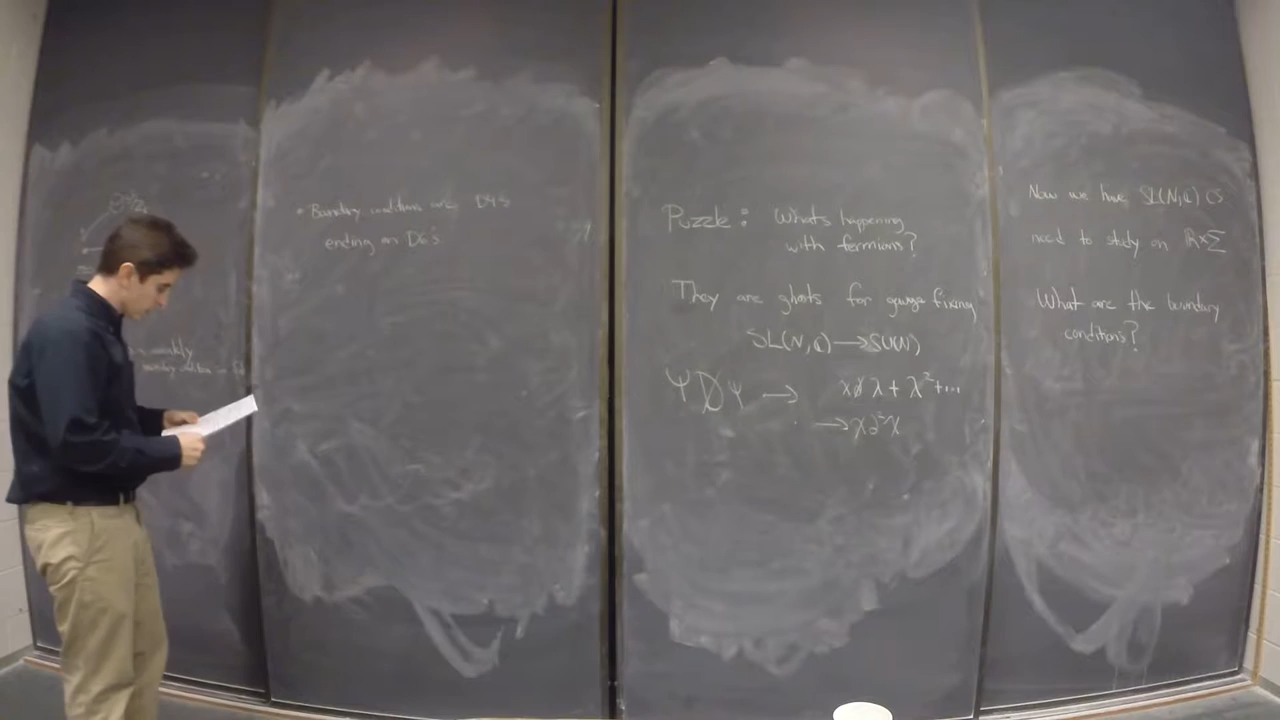 • Boundary conditions are D4's
ending on D6's
Puzzle: What's happening
with fermions?
They are ghosts for gauge fixing
SL(N,ℂ)→SU(N)
ΨD̸Ψ → χ∂̸λ + λ²+...
→χ∂²χ
Now we have SL(N,ℂ) CS
need to study on ℝ×Σ
What are the boundary
conditions?